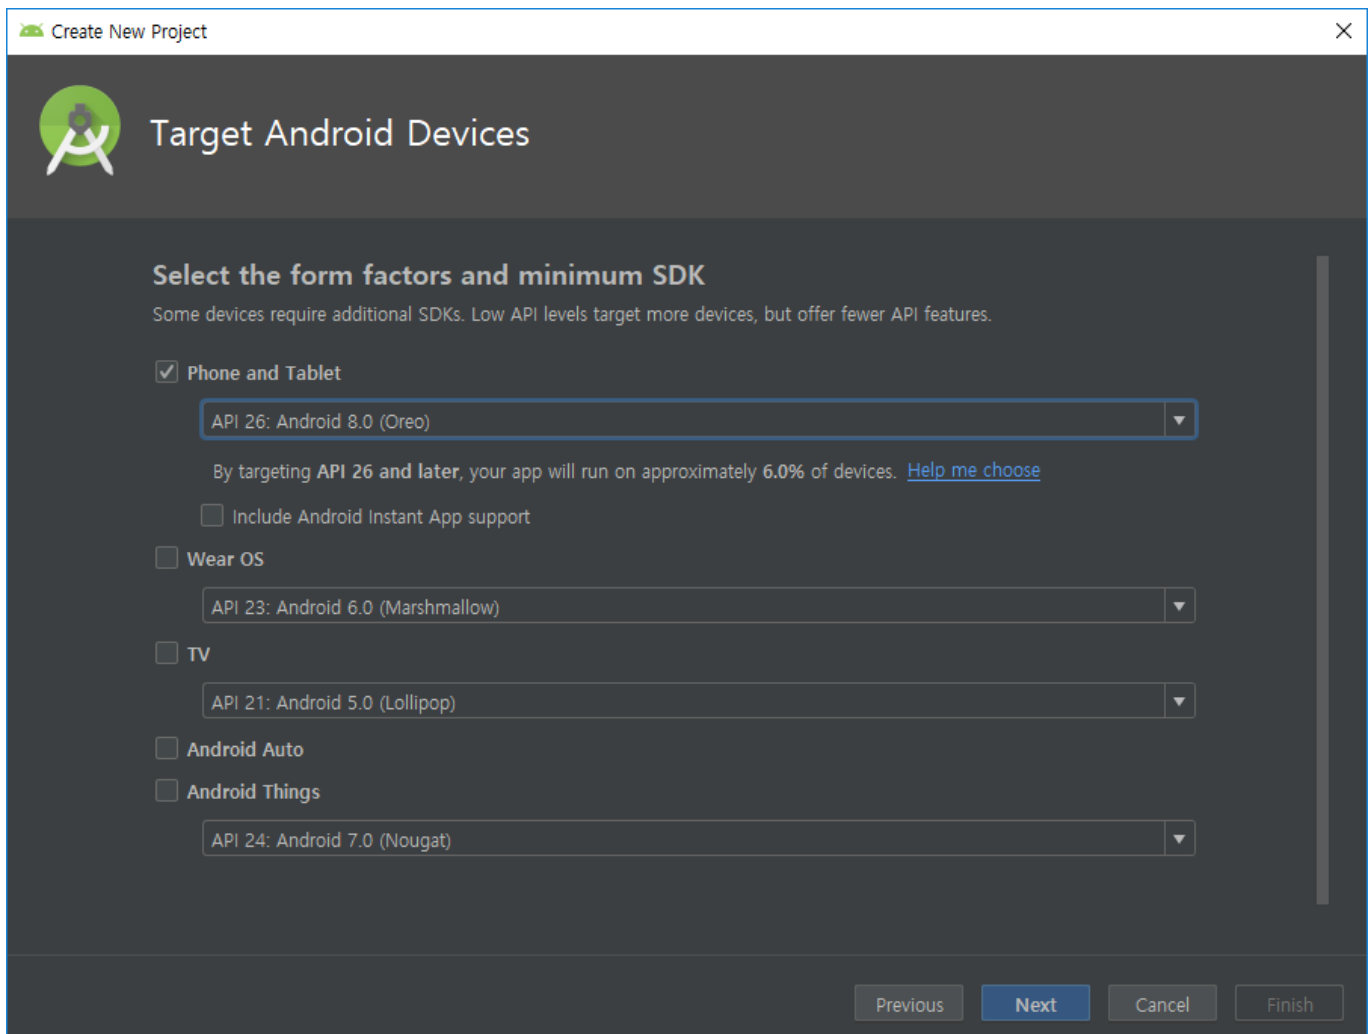 Create New Project
Target Android Devices
Select the form factors and minimum SDK
Some devices require additional SDKs. Low API levels target more devices, but offer fewer API features.
Phone and Tablet
API 26: Android 8.0 (Oreo)
By targeting API 26 and later, your app will run on approximately 6.0% of devices. Help me choose
Include Android Instant App support
Wear OS
API 23: Android 6.0 (Marshmallow)
TV
API 21: Android 5.0 (Lollipop)
Android Auto
Android Things
API 24: Android 7.0 (Nougat)
Previous Next Cancel Finish